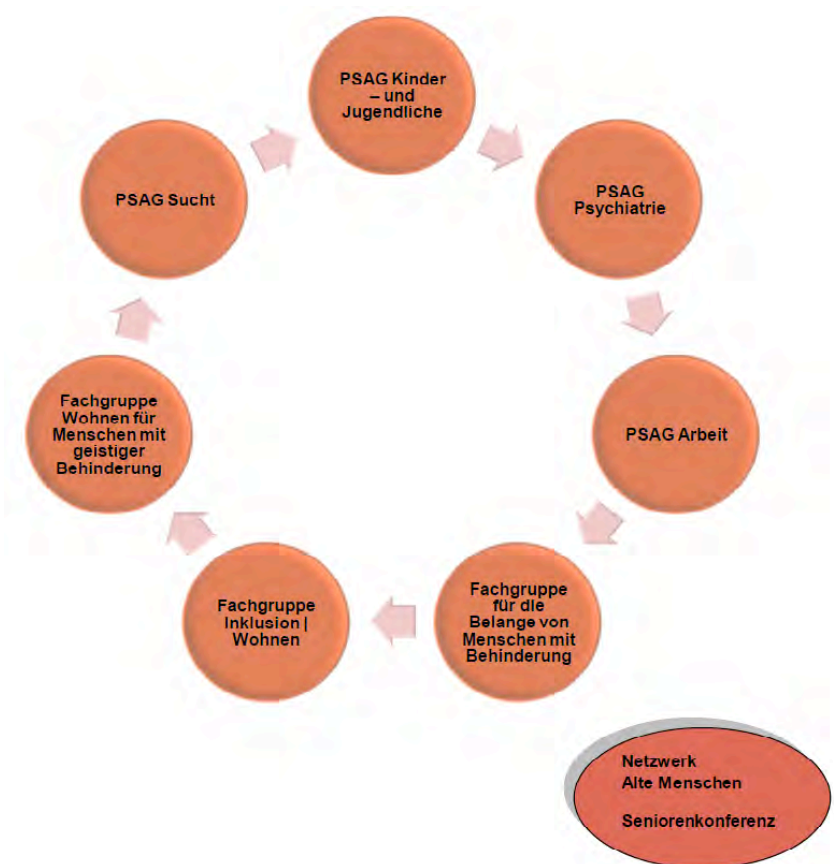 PSAG Kinder
– und
Jugendliche
PSAG
Psychiatrie
PSAG Arbeit
Fachgruppe
für die
Belange von
Menschen mit
Behinderung
Fachgruppe
Inklusion |
Wohnen
Fachgruppe
Wohnen für
Menschen mit
geistiger
Behinderung
PSAG Sucht
Netzwerk
Alte Menschen
Seniorenkonferenz